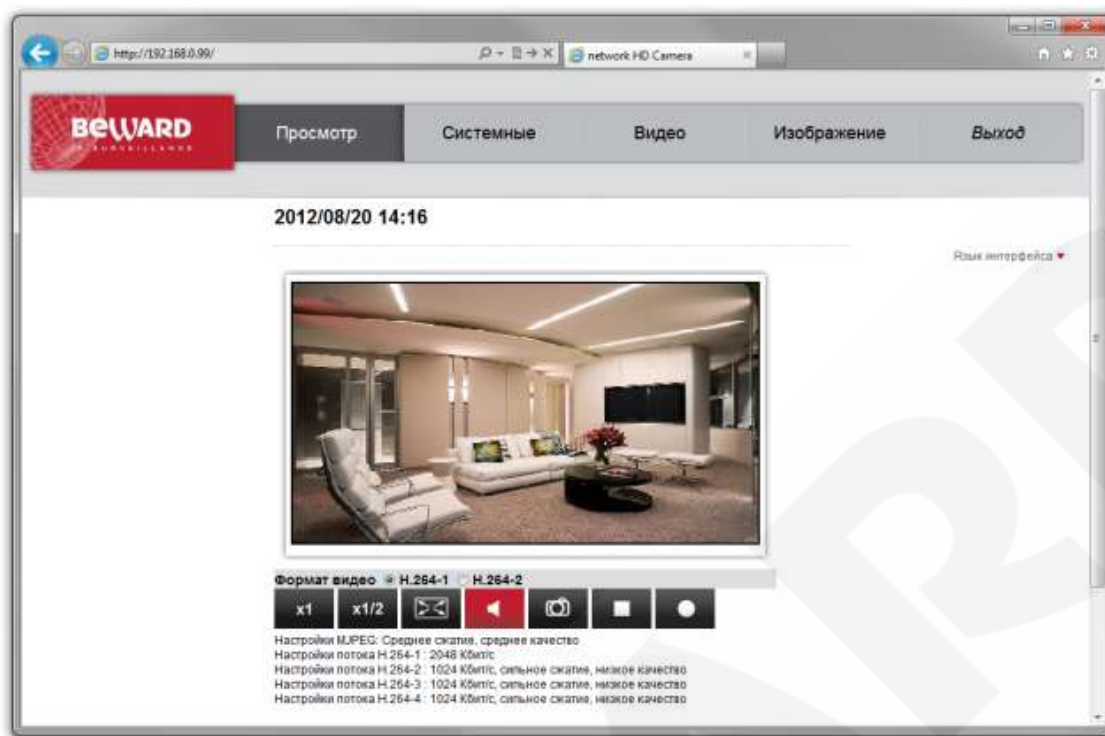 http://192.168.0.99/
network HD Camera
BEWARD
IP SURVEILLANCE
Просмотр
Системные
Видео
Изображение
Выход
2012/08/20 14:16
Язык интерфейса
Формат видео H.264-1 H.264-2
x1 x1/2
Настройки MJPEG: Среднее сжатие, среднее качество
Настройки потока H.264-1 : 2048 Кбит/с
Настройки потока H.264-2 : 1024 Кбит/с, сильное сжатие, низкое качество
Настройки потока H.264-3 : 1024 Кбит/с, сильное сжатие, низкое качество
Настройки потока H.264-4 : 1024 Кбит/с, сильное сжатие, низкое качество